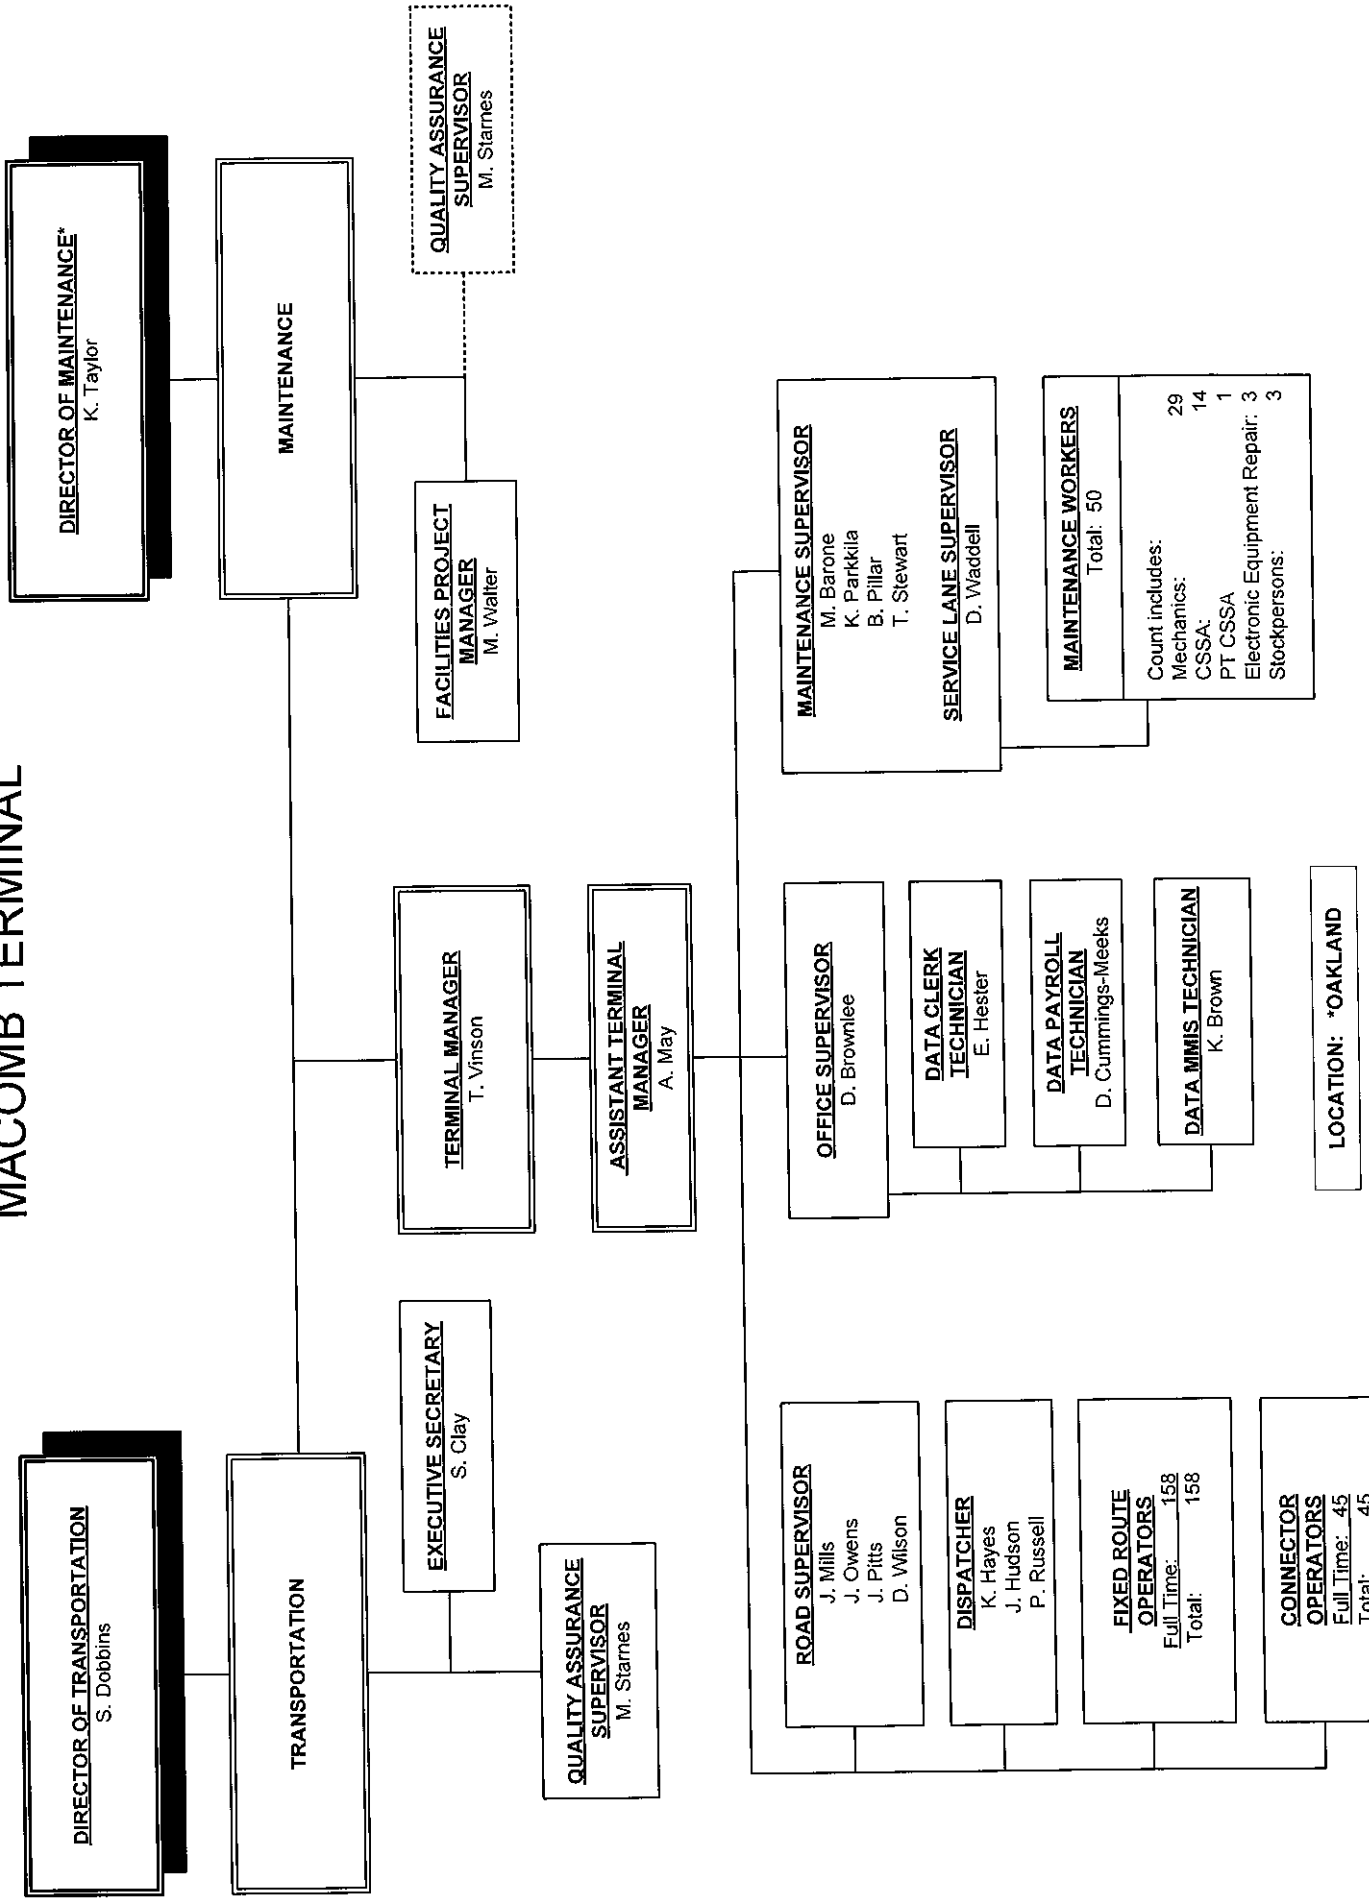 MACOMB TERMINAL
DIRECTOR OF TRANSPORTATION
S. Dobbins
DIRECTOR OF MAINTENANCE*
K. Taylor
TRANSPORTATION
MAINTENANCE
EXECUTIVE SECRETARY
S. Clay
QUALITY ASSURANCE
SUPERVISOR
M. Starnes
TERMINAL MANAGER
T. Vinson
ASSISTANT TERMINAL
MANAGER
A. May
FACILITIES PROJECT
MANAGER
M. Walter
QUALITY ASSURANCE
SUPERVISOR
M. Starnes
ROAD SUPERVISOR
J. Mills
J. Owens
J. Pitts
D. Wilson
DISPATCHER
K. Hayes
J. Hudson
P. Russell
FIXED ROUTE
OPERATORS
Full Time: 158
Total: 158
CONNECTOR
OPERATORS
Full Time: 45
Total: 45
OFFICE SUPERVISOR
D. Brownlee
DATA CLERK
TECHNICIAN
E. Hester
DATA PAYROLL
TECHNICIAN
D. Cummings-Meeks
DATA MMIS TECHNICIAN
K. Brown
MAINTENANCE SUPERVISOR
M. Barone
K. Parkkila
B. Pillar
T. Stewart
SERVICE LANE SUPERVISOR
D. Waddell
MAINTENANCE WORKERS
Total: 50
Count includes:
Mechanics: 29
CSSA: 14
PT CSSA 1
Electronic Equipment Repair: 3
Stockpersons: 3
LOCATION: *OAKLAND